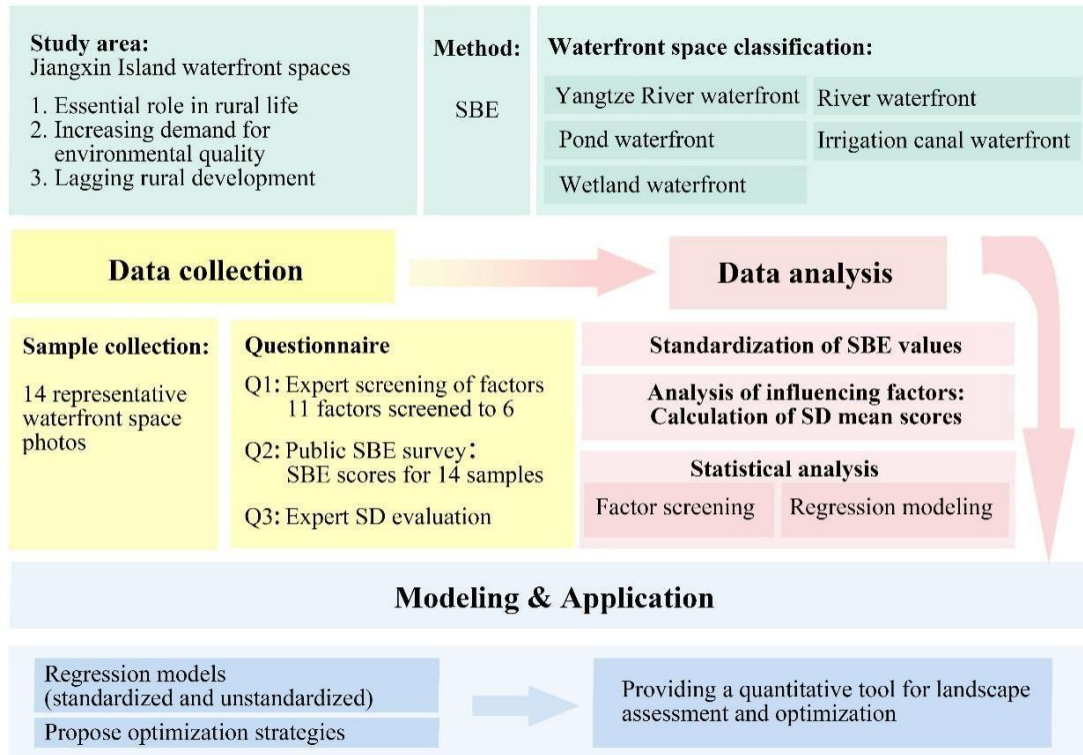 Study area:
Jiangxin Island waterfront spaces
1. Essential role in rural life
2. Increasing demand for
environmental quality
3. Lagging rural development
Method:
SBE
Waterfront space classification:
Yangtze River waterfront
River waterfront
Pond waterfront
Irrigation canal waterfront
Wetland waterfront
Data collection
Data analysis
Sample collection:
14 representative
waterfront space
photos
Questionnaire
Q1: Expert screening of factors
11 factors screened to 6
Q2: Public SBE survey:
SBE scores for 14 samples
Q3: Expert SD evaluation
Standardization of SBE values
Analysis of influencing factors:
Calculation of SD mean scores
Statistical analysis
Factor screening
Regression modeling
Modeling & Application
Regression models
(standardized and unstandardized)
Propose optimization strategies
Providing a quantitative tool for landscape
assessment and optimization